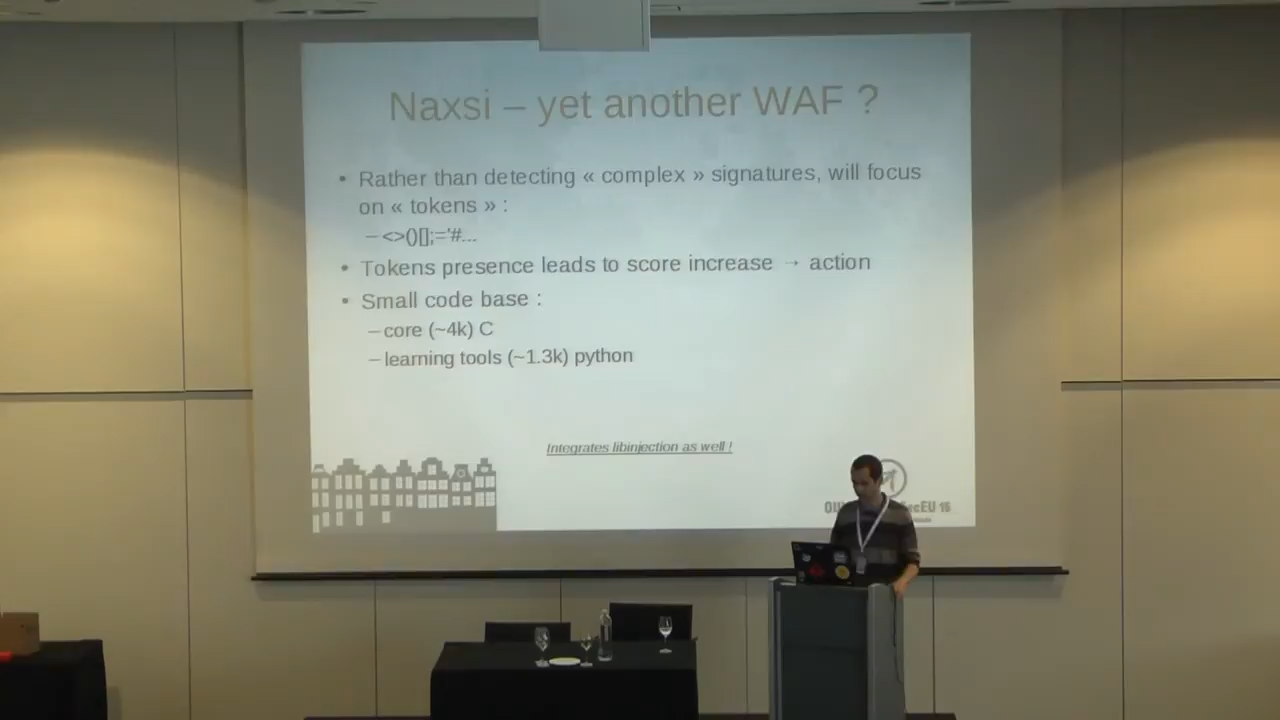 Naxsi – yet another WAF ?
• Rather than detecting « complex » signatures, will focus
on « tokens » :
– <>()[];='#...
• Tokens presence leads to score increase → action
• Small code base :
– core (~4k) C
– learning tools (~1.3k) python
Integrates libinjection as well !